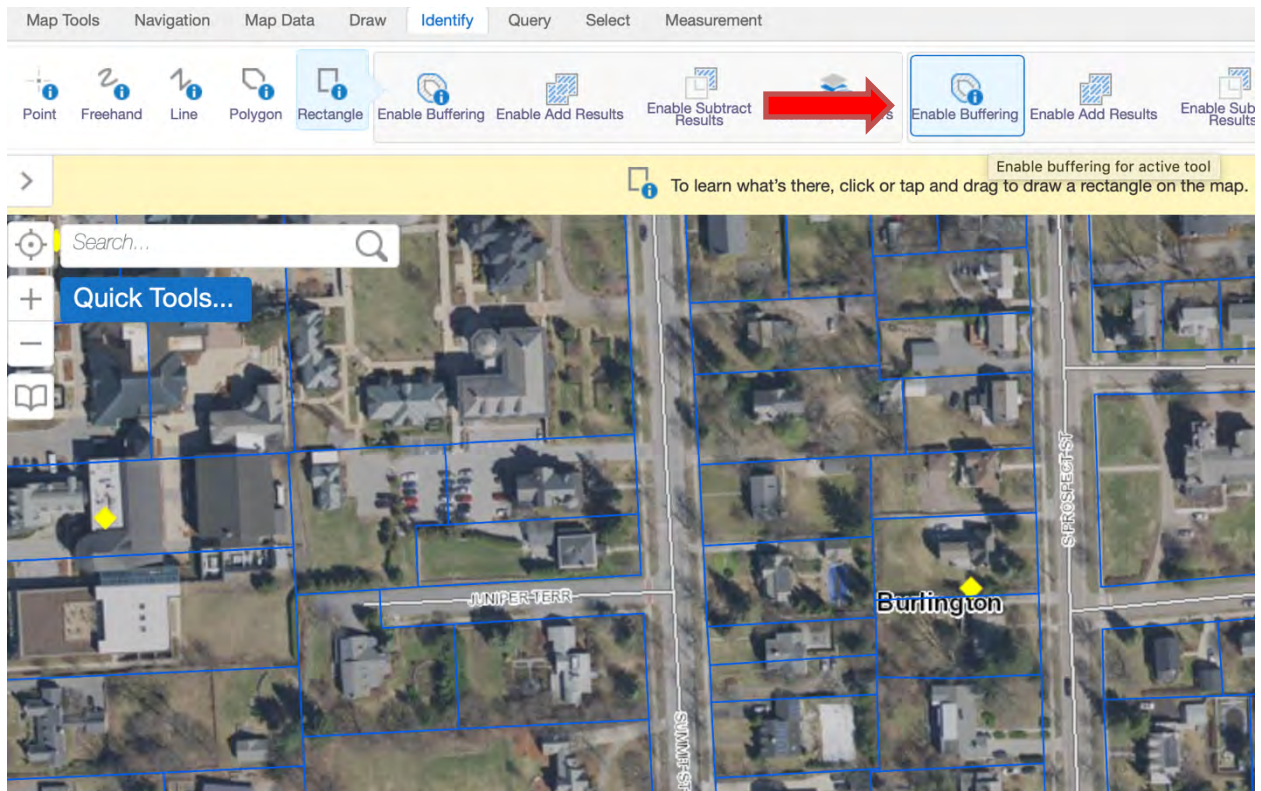 Map Tools Navigation Map Data Draw Identify Query Select Measurement
Point Freehand Line Polygon Rectangle Enable Buffering Enable Add Results Enable Subtract Results Enable Buffering Enable Add Results Enable Sub
Results
Enable buffering for active tool
To learn what's there, click or tap and drag to draw a rectangle on the map.
Search...
Quick Tools...
S PROSPECT ST
JUNIPER TERR
Burlington
SUMMIT ST